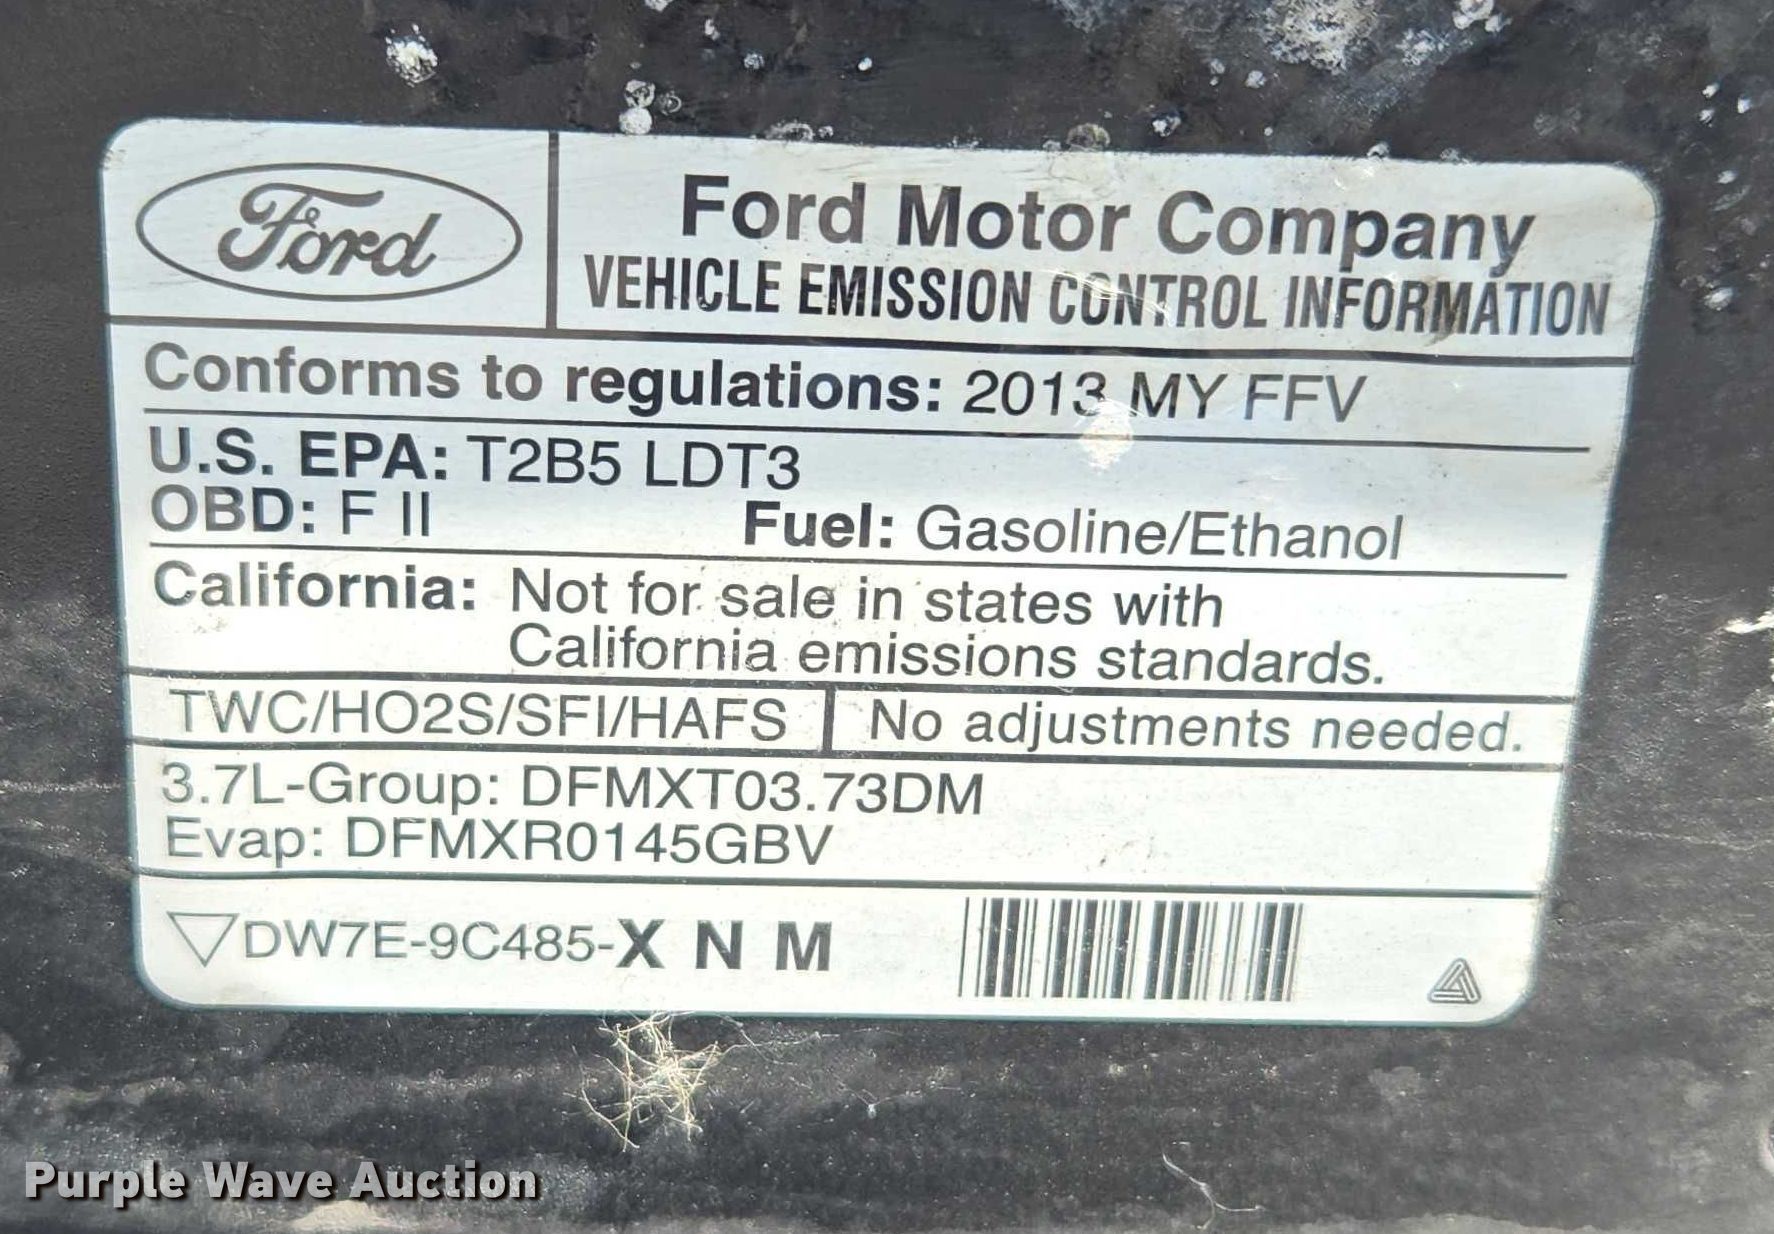 Ford
Ford Motor Company
VEHICLE EMISSION CONTROL INFORMATION
Conforms to regulations: 2013 MY FFV
U.S. EPA: T2B5 LDT3
OBD: F II Fuel: Gasoline/Ethanol
California: Not for sale in states with
California emissions standards.
TWC/HO2S/SFI/HAFS No adjustments needed.
3.7L-Group: DFMXT03.73DM
Evap: DFMXR0145GBV
DW7E-9C485-X N M
Purple Wave Auction